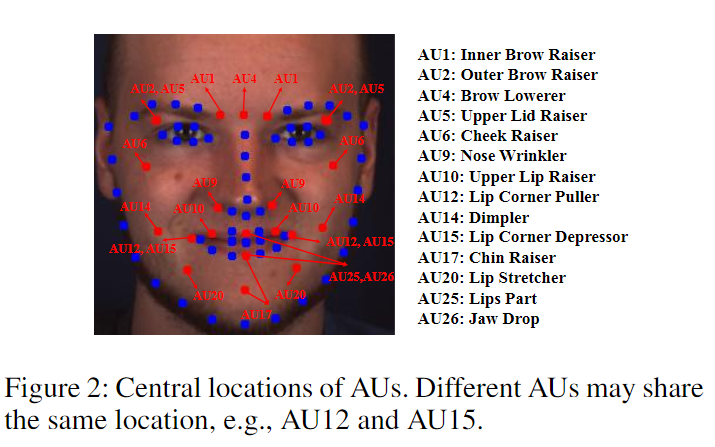 AU2, AU5
AU1
AU4
AU1
AU2, AU5
AU6
AU6
AU9
AU9
AU14
AU10
AU10
AU14
AU12, AU15
AU12, AU15
AU25,AU26
AU20
AU20
AU17
AU1: Inner Brow Raiser
AU2: Outer Brow Raiser
AU4: Brow Lowerer
AU5: Upper Lid Raiser
AU6: Cheek Raiser
AU9: Nose Wrinkler
AU10: Upper Lip Raiser
AU12: Lip Corner Puller
AU14: Dimpler
AU15: Lip Corner Depressor
AU17: Chin Raiser
AU20: Lip Stretcher
AU25: Lips Part
AU26: Jaw Drop
Figure 2: Central locations of AUs. Different AUs may share
the same location, e.g., AU12 and AU15.